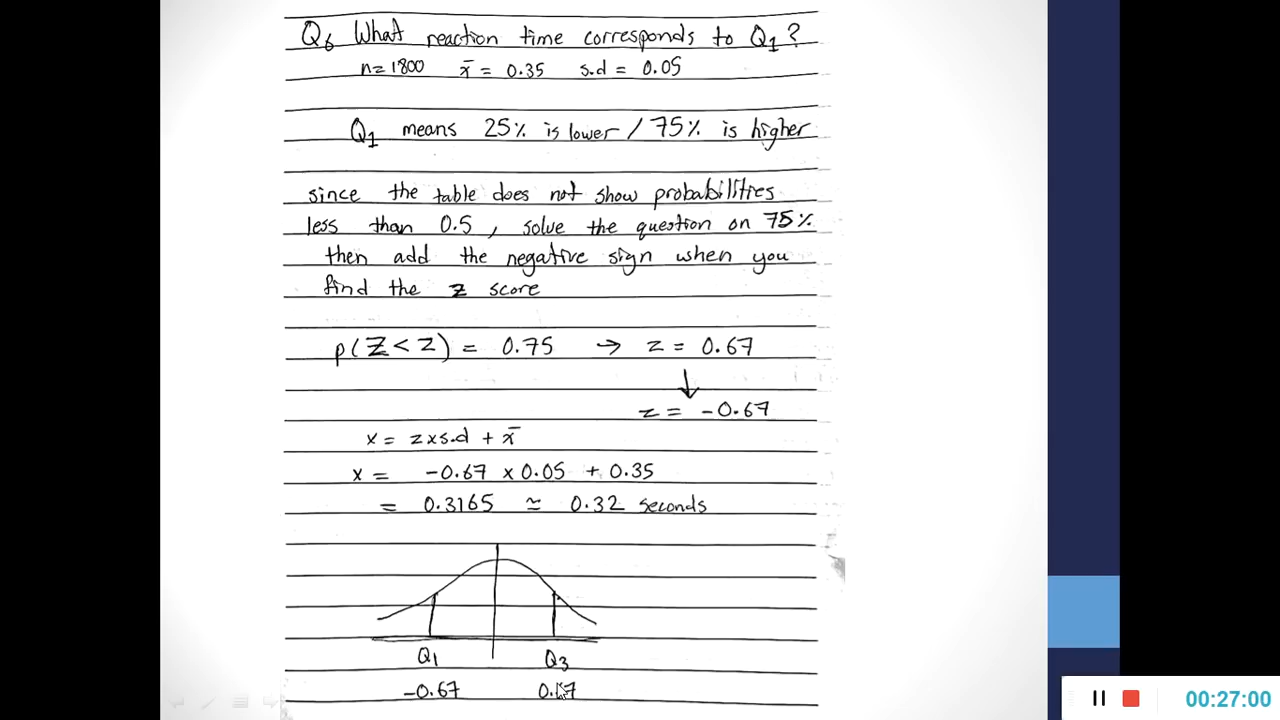 Q6 What reaction time corresponds to Q1?
n=1800 x̄ = 0.35 s.d = 0.05
Q1 means 25% is lower / 75% is higher
since the table does not show probabilities
less than 0.5, solve the question on 75%
then add the negative sign when you
find the z score
p(Z < z) = 0.75 → z = 0.67
↓
z = -0.67
x = z x s.d + x̄
x = -0.67 x 0.05 + 0.35
= 0.3165 ≃ 0.32 seconds
Q1 Q3
-0.67 0.67
00:27:00